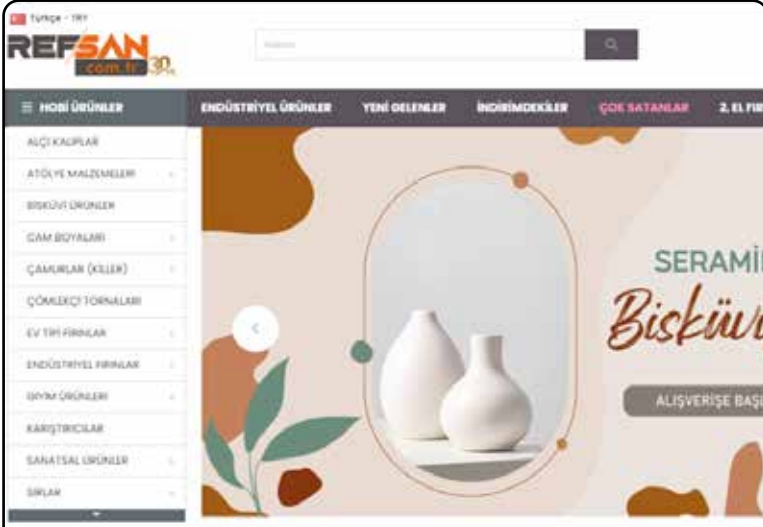 Türkçe - TRY
REFSAN
com.tr 30
HOBİ ÜRÜNLER
ENDÜSTRİYEL ÜRÜNLER YENİ GELENLER İNDİRİMDEKİLER ÇOK SATANLAR 2. EL FIR
ALÇI KALIPLAR
ATÖLYE MALZEMELERİ
BİSKÜVİ ÜRÜNLER
CAM BOYALARI
ÇAMURLAR (KİLLER)
ÇÖMLEKÇİ TORNALARI
EV TİPİ FIRINLAR
ENDÜSTRİYEL FIRINLAR
GİYİM ÜRÜNLERİ
KARIŞTIRICILAR
SANATSAL ÜRÜNLER
SIRLAR
SERAMİ
Bisküvi
ALIŞVERİŞE BAŞL